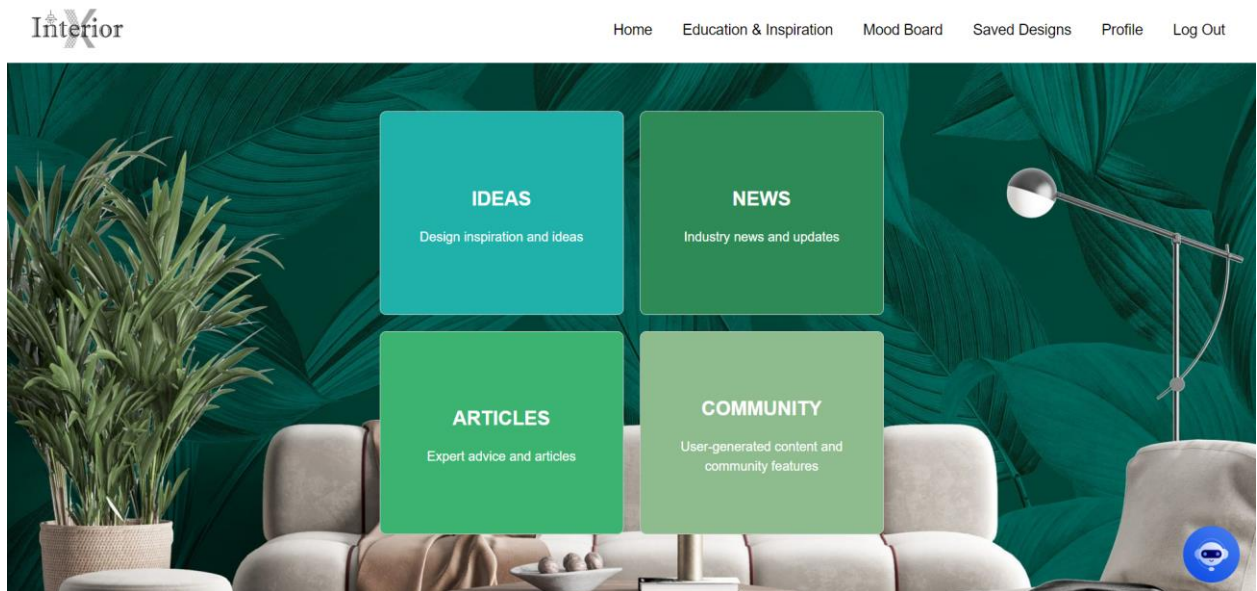 Interior X
Home Education & Inspiration Mood Board Saved Designs Profile Log Out
IDEAS
Design inspiration and ideas
NEWS
Industry news and updates
ARTICLES
Expert advice and articles
COMMUNITY
User-generated content and
community features